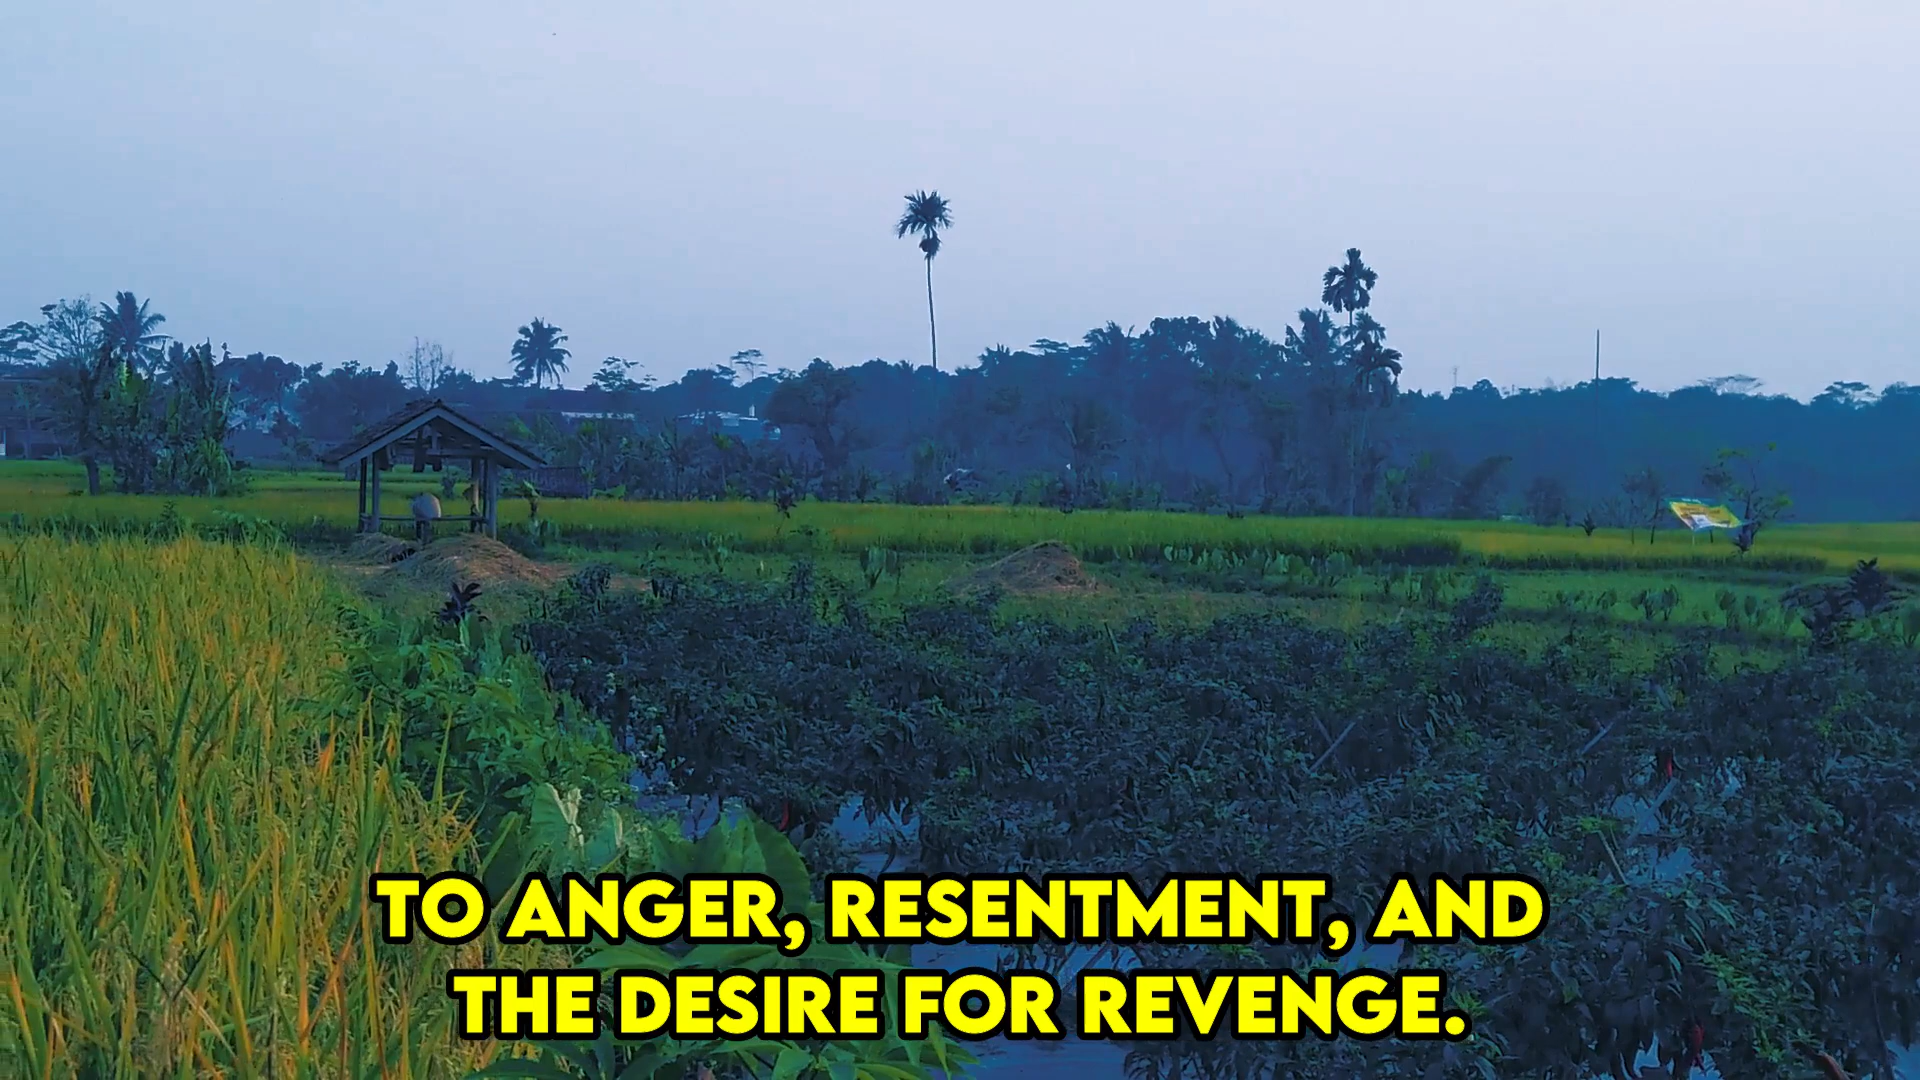 TO ANGER, RESENTMENT, AND
THE DESIRE FOR REVENGE.